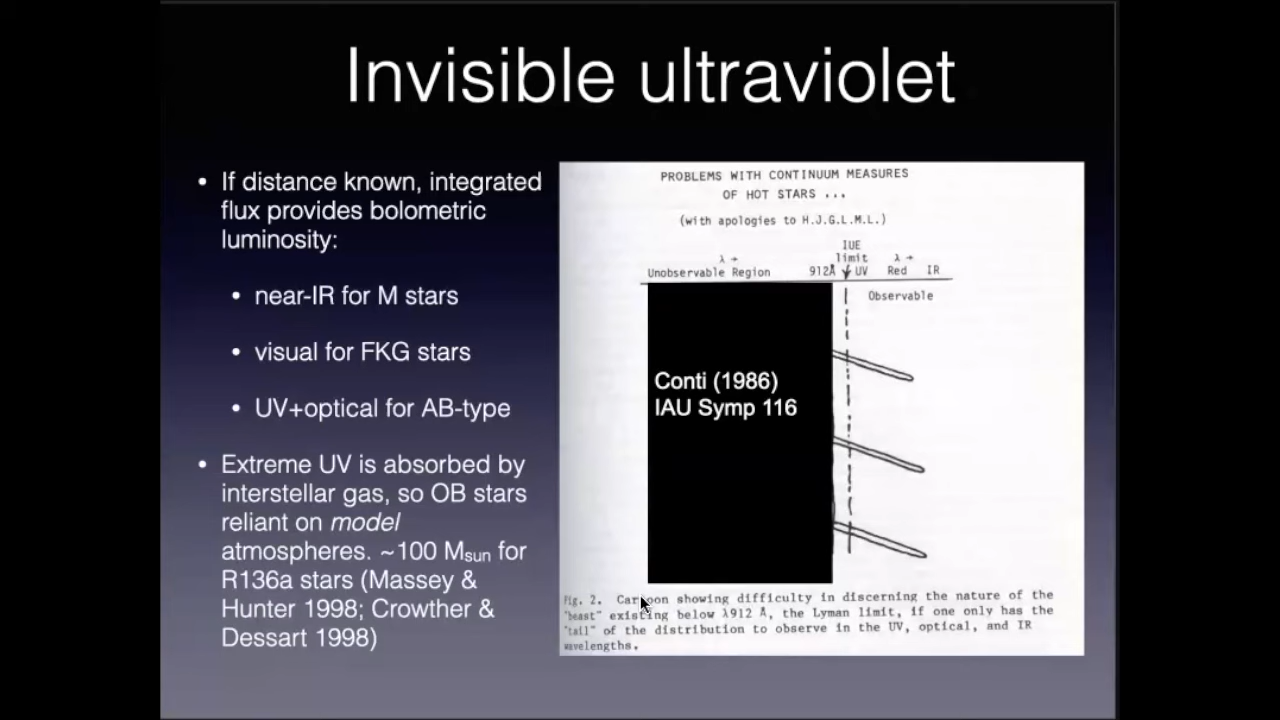 Invisible ultraviolet
• If distance known, integrated
flux provides bolometric
luminosity:
• near-IR for M stars
• visual for FKG stars
• UV+optical for AB-type
• Extreme UV is absorbed by
interstellar gas, so OB stars
reliant on model
atmospheres. ~100 Msun for
R136a stars (Massey &
Hunter 1998; Crowther &
Dessart 1998)
PROBLEMS WITH CONTINUUM MEASURES
OF HOT STARS ...
(with apologies to H.J.G.L.M.L.)
IUE
λ → limit λ →
Unobservable Region 912Å UV Red IR
Observable
Conti (1986)
IAU Symp 116
Fig. 2. Cartoon showing difficulty in discerning the nature of the
"beast" existing below λ912 Å, the Lyman limit, if one only has the
"tail" of the distribution to observe in the UV, optical, and IR
wavelengths.